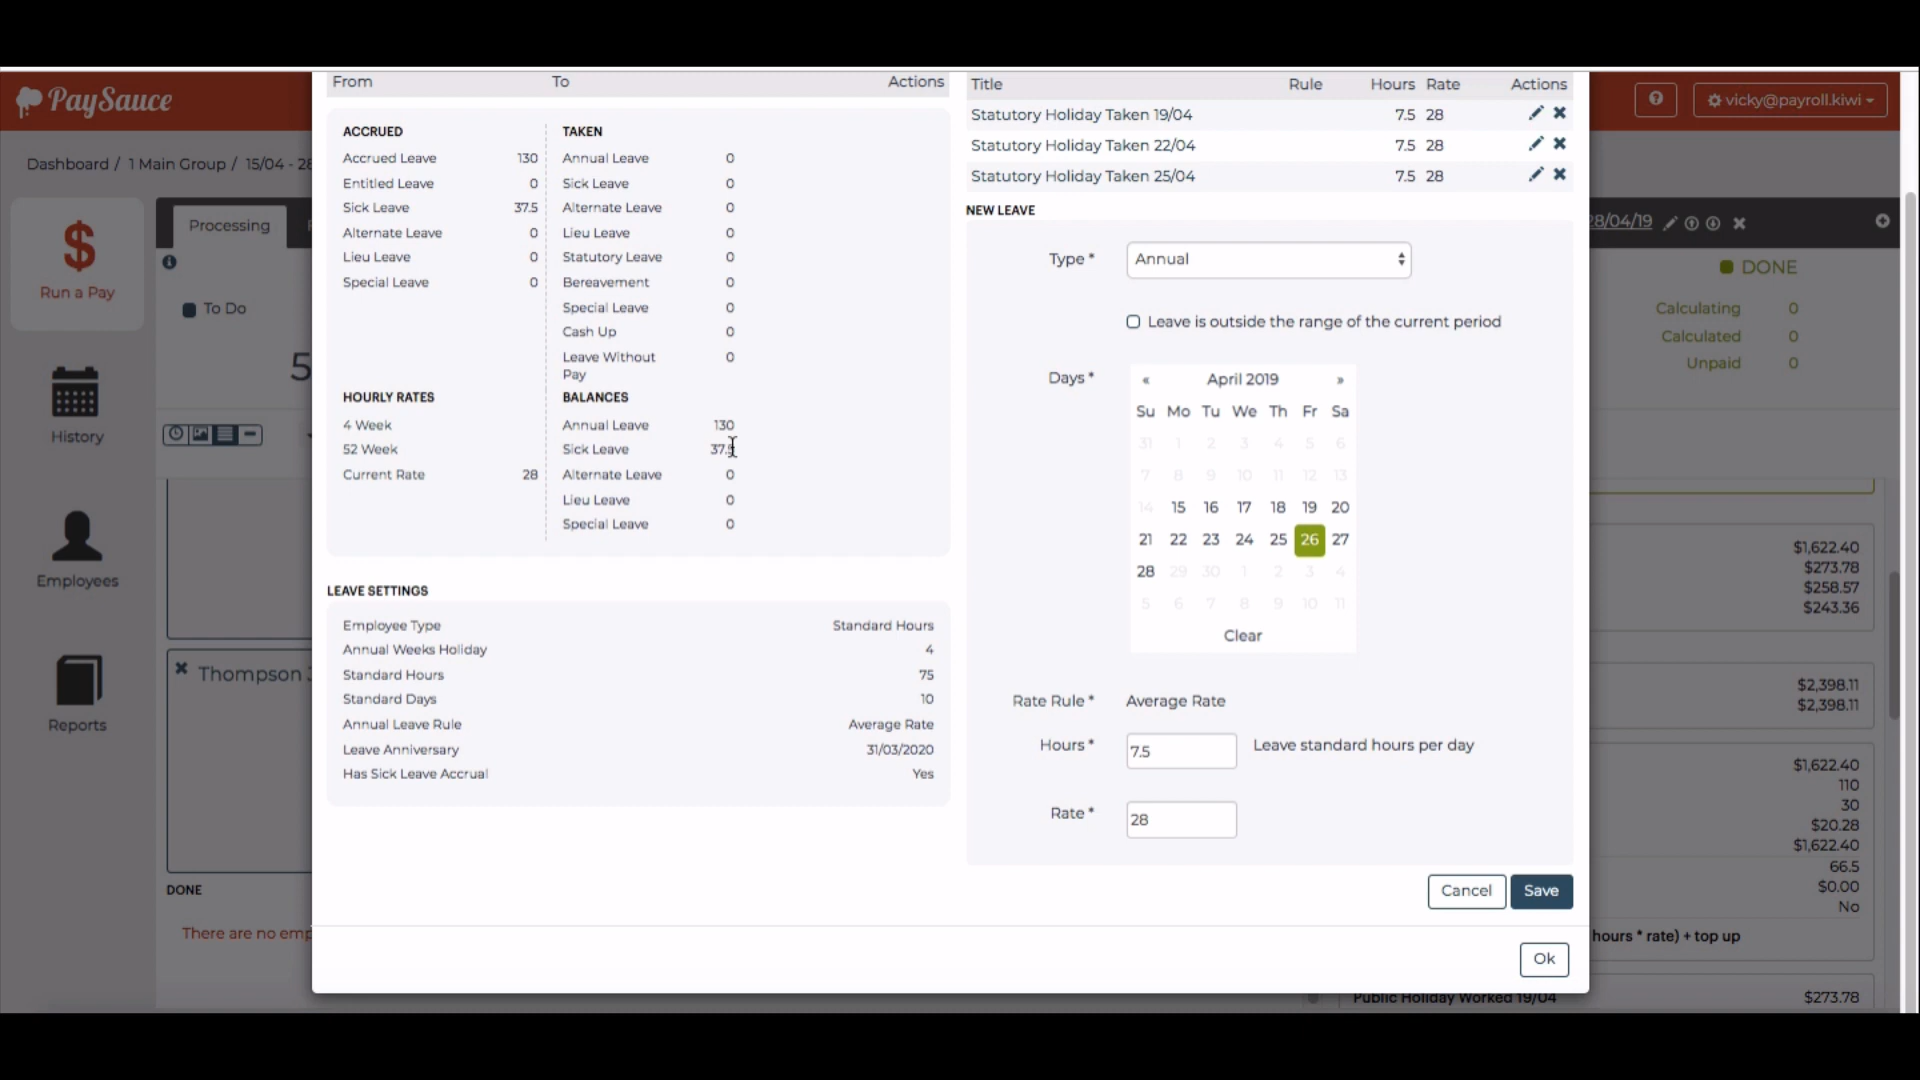 PaySauce
vicky@payroll.kiwi
Dashboard / 1 Main Group / 15/04 - 28
Run a Pay
History
Employees
Reports
Processing
To Do
5
Thompson
DONE
There are no emp
From To Actions
ACCRUED
Accrued Leave 130
Entitled Leave 0
Sick Leave 37.5
Alternate Leave 0
Lieu Leave 0
Special Leave 0
TAKEN
Annual Leave 0
Sick Leave 0
Alternate Leave 0
Lieu Leave 0
Statutory Leave 0
Bereavement 0
Special Leave 0
Cash Up 0
Leave Without 0
Pay
HOURLY RATES
4 Week
52 Week
Current Rate 28
BALANCES
Annual Leave 130
Sick Leave 37.5
Alternate Leave 0
Lieu Leave 0
Special Leave 0
LEAVE SETTINGS
Employee Type Standard Hours
Annual Weeks Holiday 4
Standard Hours 75
Standard Days 10
Annual Leave Rule Average Rate
Leave Anniversary 31/03/2020
Has Sick Leave Accrual Yes
Title Rule Hours Rate Actions
Statutory Holiday Taken 19/04 7.5 28
Statutory Holiday Taken 22/04 7.5 28
Statutory Holiday Taken 25/04 7.5 28
NEW LEAVE
Type * Annual
Leave is outside the range of the current period
Days * « April 2019 »
Su Mo Tu We Th Fr Sa
31 1 2 3 4 5 6
7 8 9 10 11 12 13
14 15 16 17 18 19 20
21 22 23 24 25 26 27
28 29 30 1 2 3 4
5 6 7 8 9 10 11
Clear
Rate Rule * Average Rate
Hours * 7.5 Leave standard hours per day
Rate * 28
Cancel Save
Ok
28/04/19
DONE
Calculating 0
Calculated 0
Unpaid 0
$1,622.40
$273.78
$258.57
$243.36
$2,398.11
$2,398.11
$1,622.40
110
30
$20.28
$1,622.40
66.5
$0.00
No
hours * rate) + top up
Public Holiday Worked 19/04 $273.78